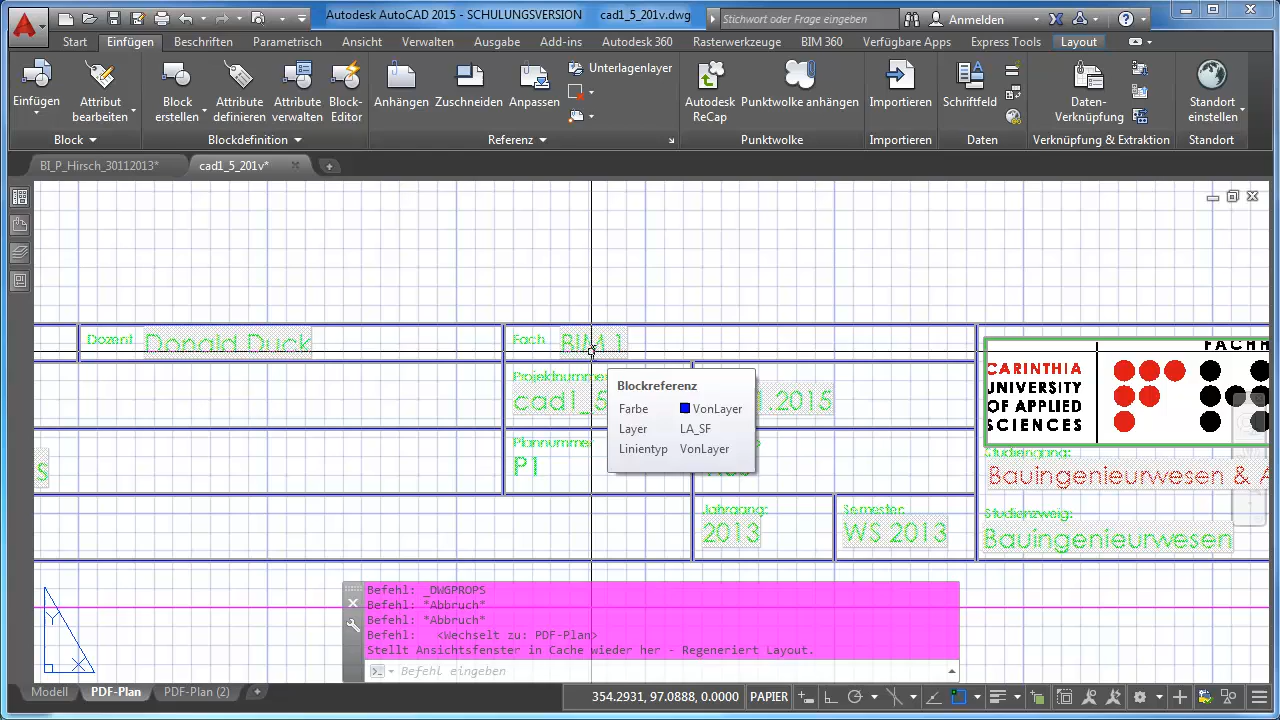 Autodesk AutoCAD 2015 - SCHULUNGSVERSION cad1_5_201v.dwg
Stichwort oder Frage eingeben
Anmelden
Start Einfügen Beschriften Parametrisch Ansicht Verwalten Ausgabe Add-ins Autodesk 360 Rasterwerkzeuge BIM 360 Verfügbare Apps Express Tools Layout
Einfügen
Attribut bearbeiten
Block erstellen
Attribute definieren
Attribute verwalten
Block-Editor
Anhängen
Zuschneiden
Anpassen
Unterlagenlayer
Autodesk ReCap
Punktwolke anhängen
Importieren
Schriftfeld
Daten-Verknüpfung
Standort einstellen
Block Blockdefinition Referenz Punktwolke Importieren Daten Verknüpfung & Extraktion Standort
BI_P_Hirsch_30112013* cad1_5_201v*
Dozent Donald Duck
Fach BIM 1
Projektnummer
cad1_5
.2015
Plannummer
P1
Blockreferenz
Farbe VonLayer
Layer LA_SF
Linientyp VonLayer
Jahrgang:
2013
Semester:
WS 2013
FACHH
CARINTHIA
UNIVERSITY
OF APPLIED
SCIENCES
Studiengang:
Bauingenieurwesen & A
Studienzweig:
Bauingenieurwesen
Y
X
Befehl: _DWGPROPS
Befehl: *Abbruch*
Befehl: *Abbruch*
Befehl: <Wechselt zu: PDF-Plan>
Stellt Ansichtsfenster in Cache wieder her - Regeneriert Layout.
Befehl eingeben
Modell PDF-Plan PDF-Plan (2)
354.2931, 97.0888, 0.0000 PAPIER